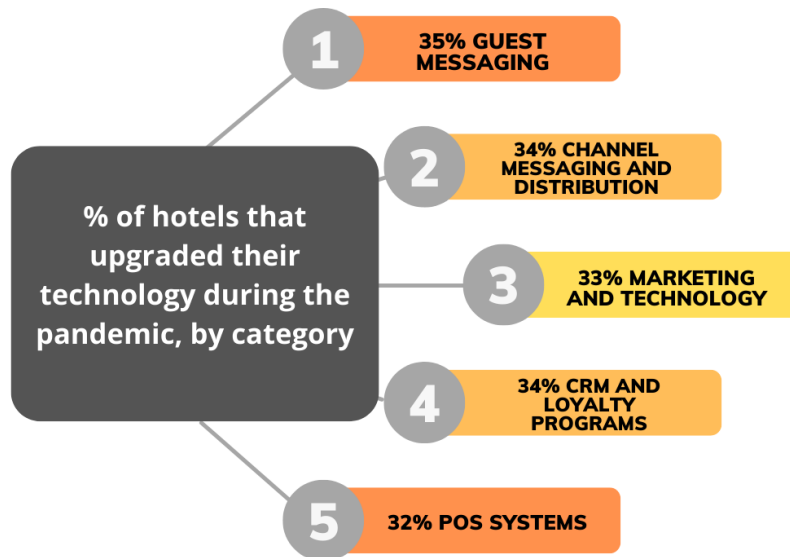 1
35% GUEST
MESSAGING
2
34% CHANNEL
MESSAGING AND
DISTRIBUTION
% of hotels that
upgraded their
technology during the
pandemic, by category
3
33% MARKETING
AND TECHNOLOGY
4
34% CRM AND
LOYALTY
PROGRAMS
5
32% POS SYSTEMS